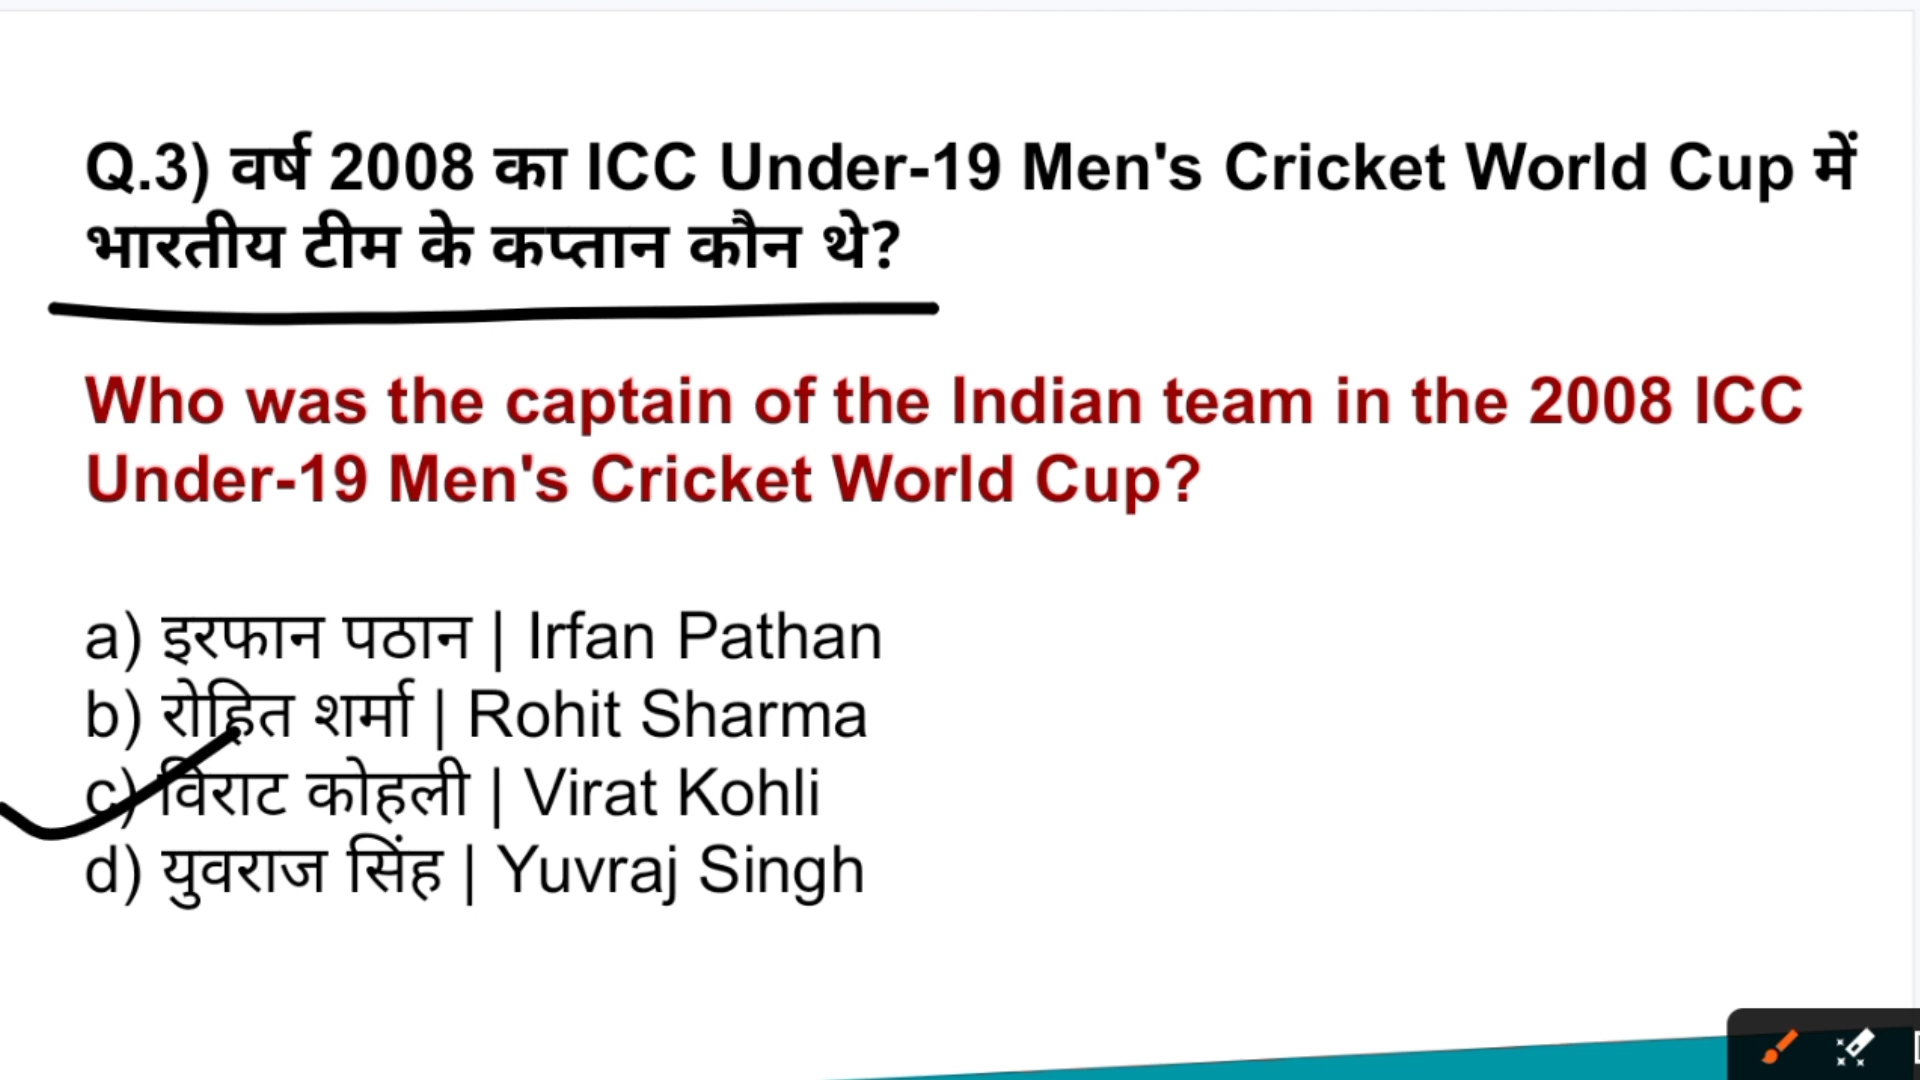 Q.3) वर्ष 2008 का ICC Under-19 Men's Cricket World Cup में
भारतीय टीम के कप्तान कौन थे?
Who was the captain of the Indian team in the 2008 ICC
Under-19 Men's Cricket World Cup?
a) इरफान पठान | Irfan Pathan
b) रोहित शर्मा | Rohit Sharma
c) विराट कोहली | Virat Kohli
d) युवराज सिंह | Yuvraj Singh